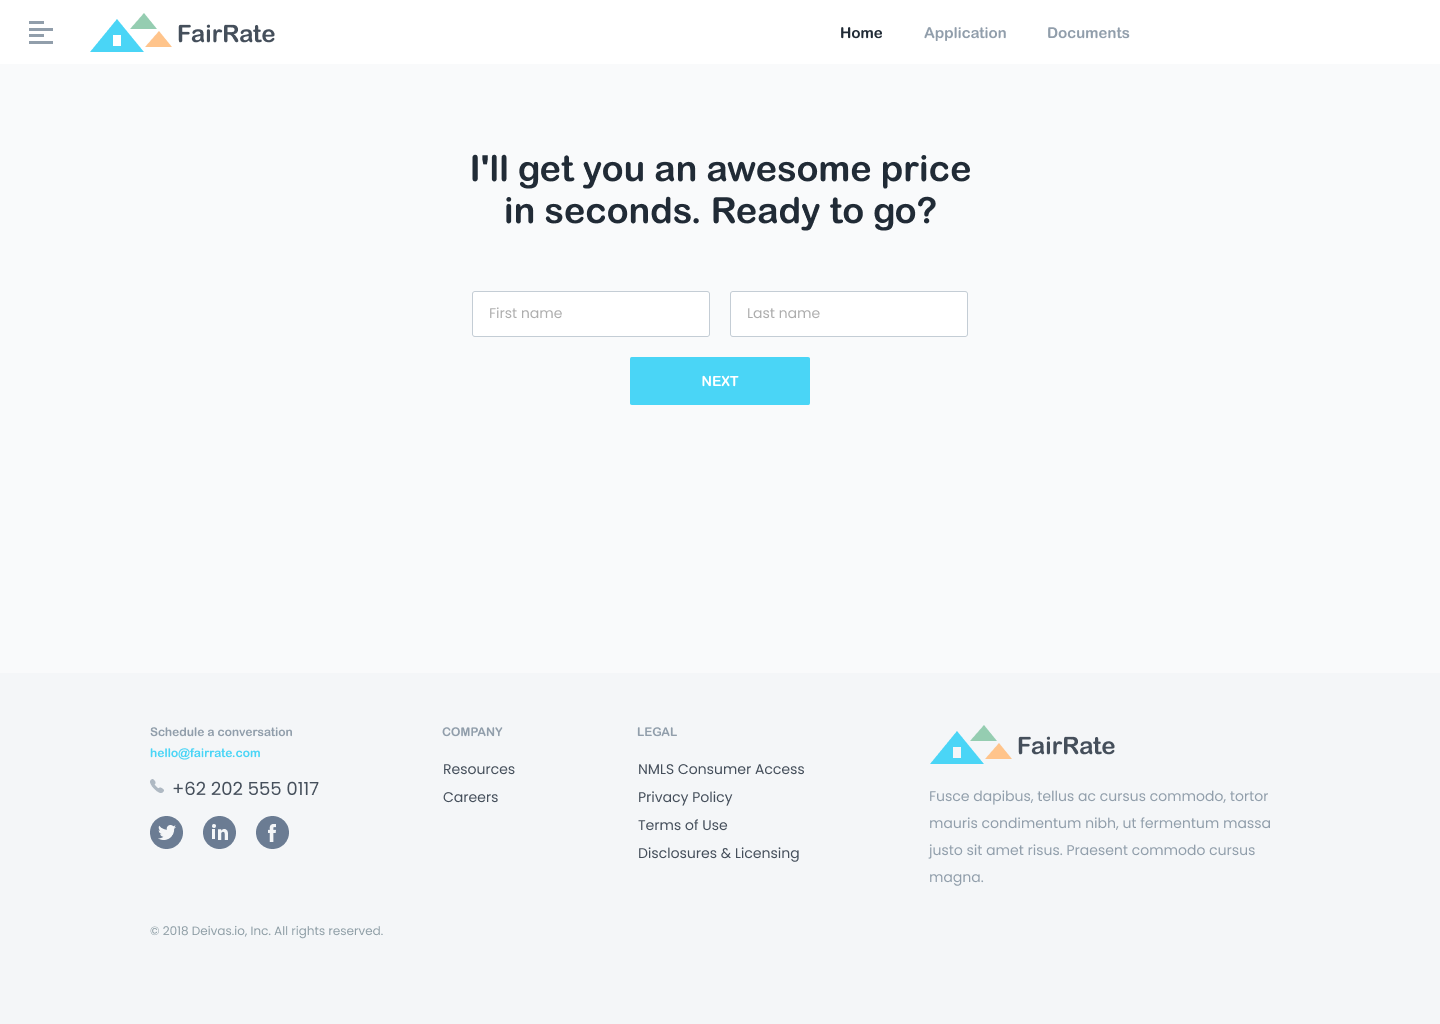 FairRate
Home
Application
Documents
I'll get you an awesome price
in seconds. Ready to go?
First name
Last name
NEXT
Schedule a conversation
hello@fairrate.com
+62 202 555 0117
in
f
COMPANY
Resources
Careers
LEGAL
NMLS Consumer Access
Privacy Policy
Terms of Use
Disclosures & Licensing
FairRate
Fusce dapibus, tellus ac cursus commodo, tortor
mauris condimentum nibh, ut fermentum massa
justo sit amet risus. Praesent commodo cursus
magna.
© 2018 Deivas.io, Inc. All rights reserved.